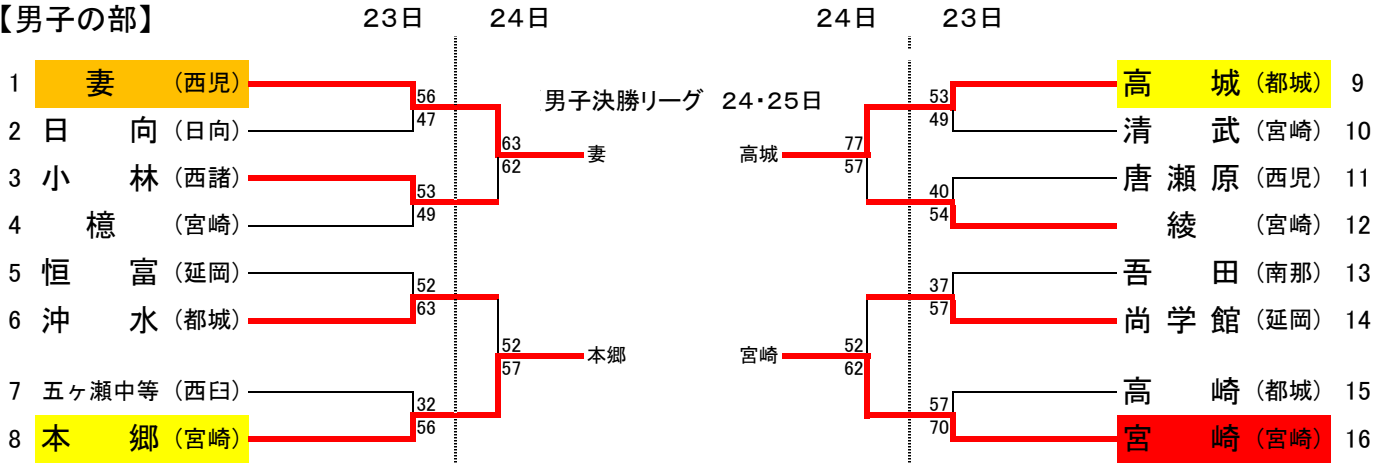 【男子の部】
23日 24日 24日 23日
男子決勝リーグ 24・25日
1 妻 (西児)
2 日向 (日向)
3 小林 (西諸)
4 檍 (宮崎)
5 恒富 (延岡)
6 沖水 (都城)
7 五ヶ瀬中等 (西臼)
8 本郷 (宮崎)
56
47
53
49
52
63
32
56
63
62
52
57
妻
本郷
高城
宮崎
77
57
52
62
53
49
40
54
37
57
57
70
高城 (都城) 9
清武 (宮崎) 10
唐瀬原 (西児) 11
綾 (宮崎) 12
吾田 (南那) 13
尚学館 (延岡) 14
高崎 (都城) 15
宮崎 (宮崎) 16